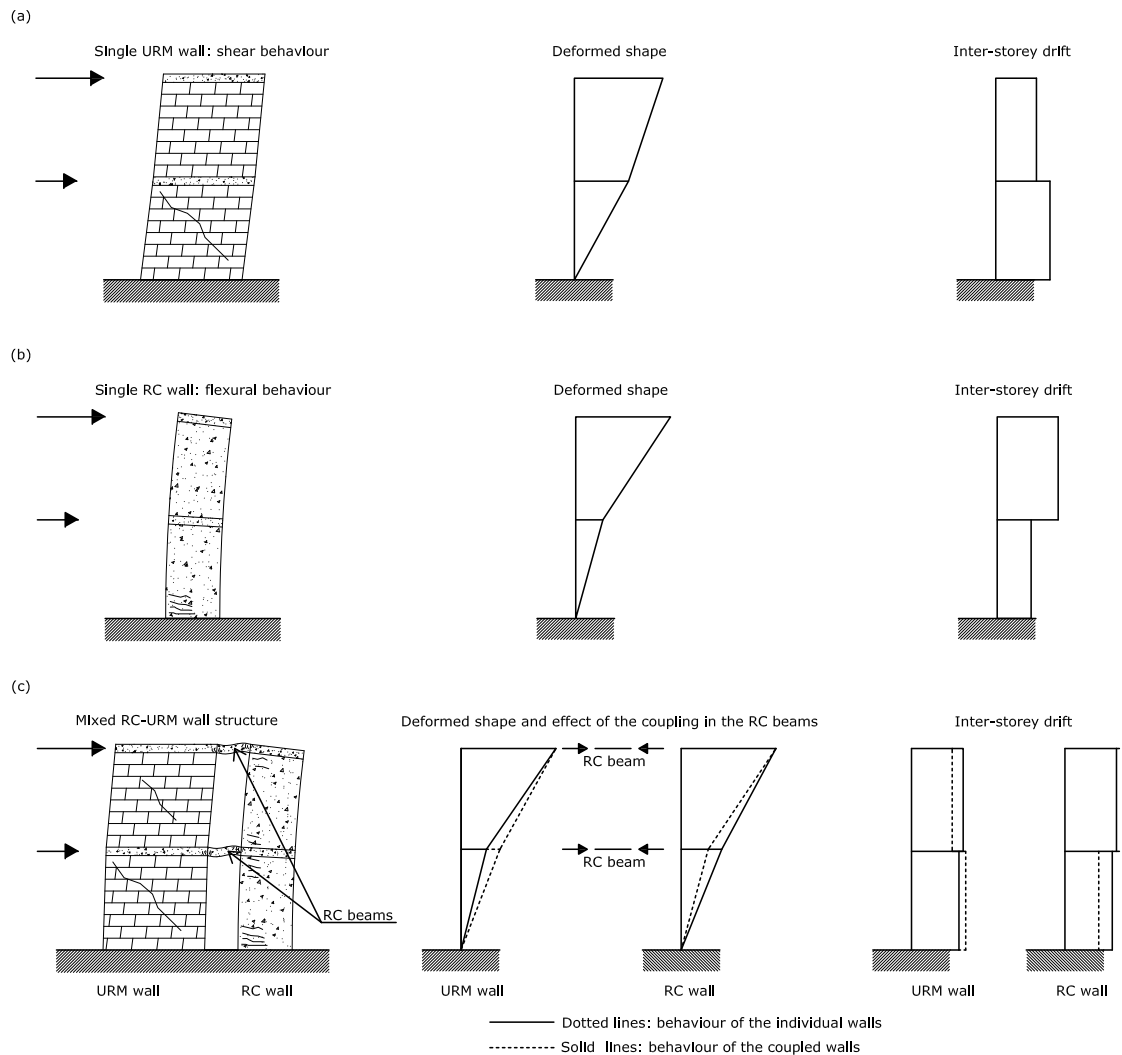 (a)
Single URM wall: shear behaviour
Deformed shape
Inter-storey drift
(b)
Single RC wall: flexural behaviour
Deformed shape
Inter-storey drift
(c)
Mixed RC-URM wall structure
Deformed shape and effect of the coupling in the RC beams
Inter-storey drift
RC beam
RC beam
RC beams
URM wall
RC wall
URM wall
RC wall
URM wall
RC wall
Dotted lines: behaviour of the individual walls
Solid lines: behaviour of the coupled walls